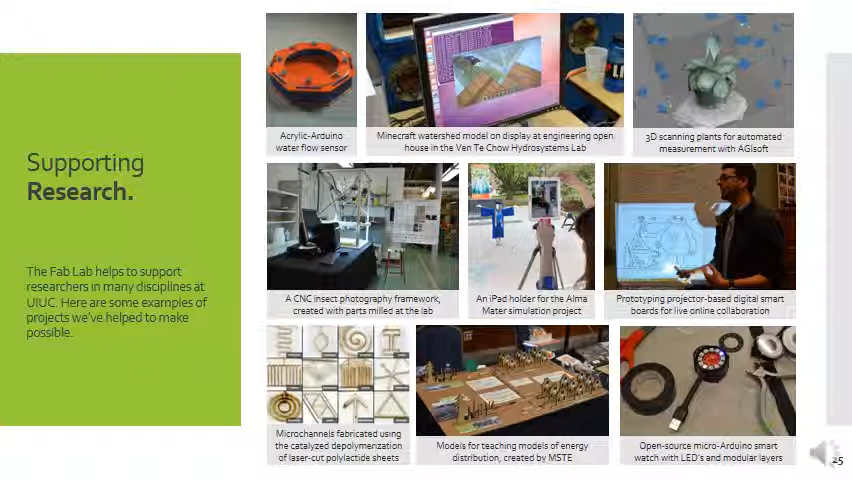 Supporting
Research.
The Fab Lab helps to support
researchers in many disciplines at
UIUC. Here are some examples of
projects we've helped to make
possible.
Acrylic-Arduino
water flow sensor
Minecraft watershed model on display at engineering open
house in the Ven Te Chow Hydrosystems Lab
3D scanning plants for automated
measurement with AGIsoft
A CNC insect photography framework,
created with parts milled at the lab
An iPad holder for the Alma
Mater simulation project
Prototyping projector-based digital smart
boards for live online collaboration
Microchannels fabricated using
the catalyzed depolymerization
of laser-cut polylactide sheets
Models for teaching models of energy
distribution, created by MSTE
Open-source micro-Arduino smart
watch with LED's and modular layers
25